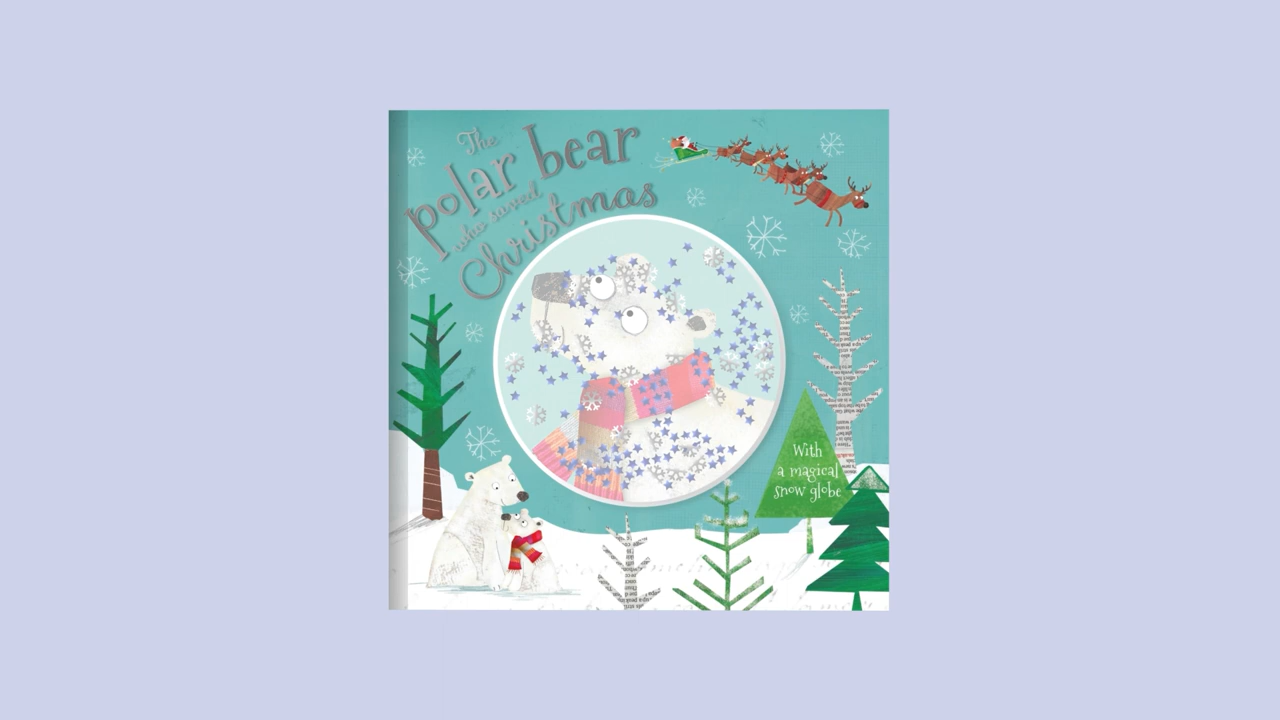 The
polar bear
who saved
Christmas
With
a magical
snow globe